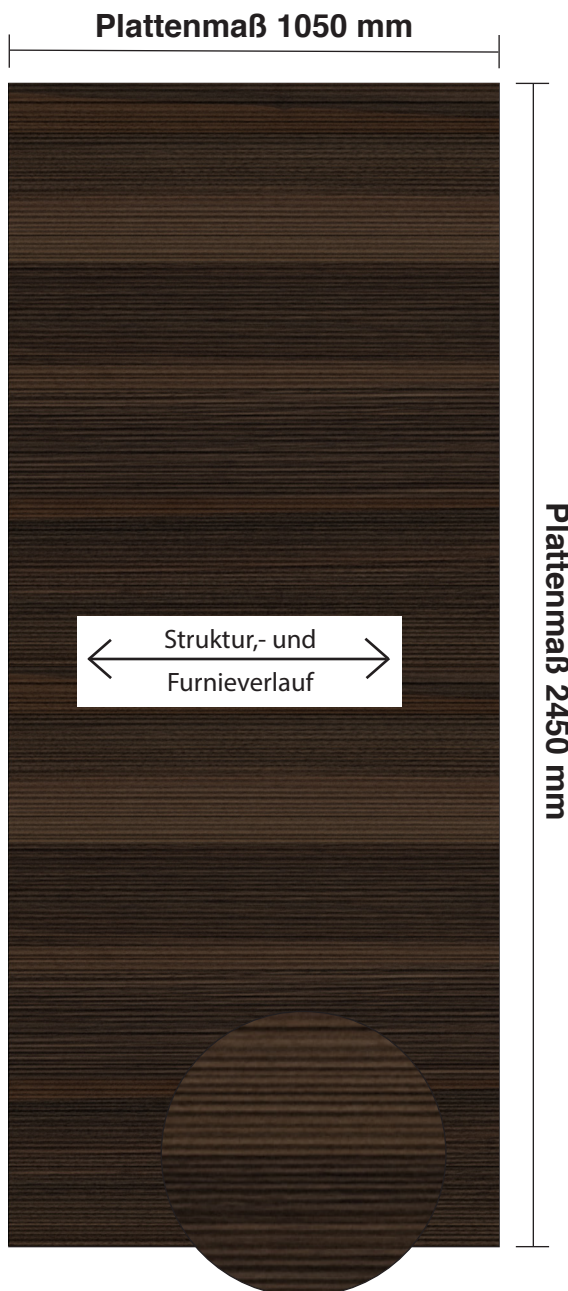 Plattenmaß 1050 mm
Struktur,- und
Furnieverlauf
Plattenmaß 2450 mm